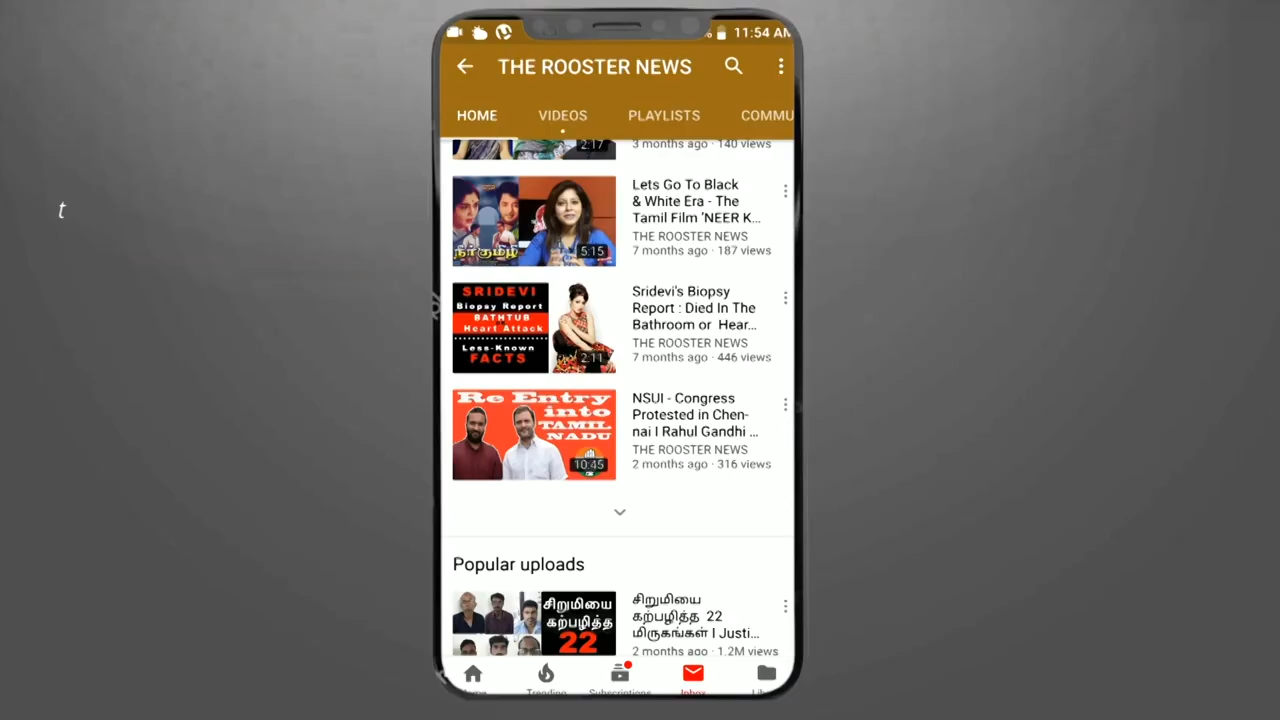 11:54 AM
THE ROOSTER NEWS
HOME VIDEOS PLAYLISTS COMMU
2:17
3 months ago · 140 views
t
நீர்குமிழி
5:15
Lets Go To Black
& White Era - The
Tamil Film 'NEER K...
THE ROOSTER NEWS
7 months ago · 187 views
SRIDEVI
Biopsy Report
BATHTUB
Heart Attack
Less-Known
FACTS
2:11
Sridevi's Biopsy
Report : Died In The
Bathroom or Hear...
THE ROOSTER NEWS
7 months ago · 446 views
Re Entry
into
TAMIL
NADU
10:45
NSUI - Congress
Protested in Chen-
nai I Rahul Gandhi ...
THE ROOSTER NEWS
2 months ago · 316 views
Popular uploads
சிறுமியை
கற்பழித்த
22
சிறுமியை
கற்பழித்த 22
மிருகங்கள் I Justi...
2 months ago · 1.2M views
Home Trending Subscriptions Inbox